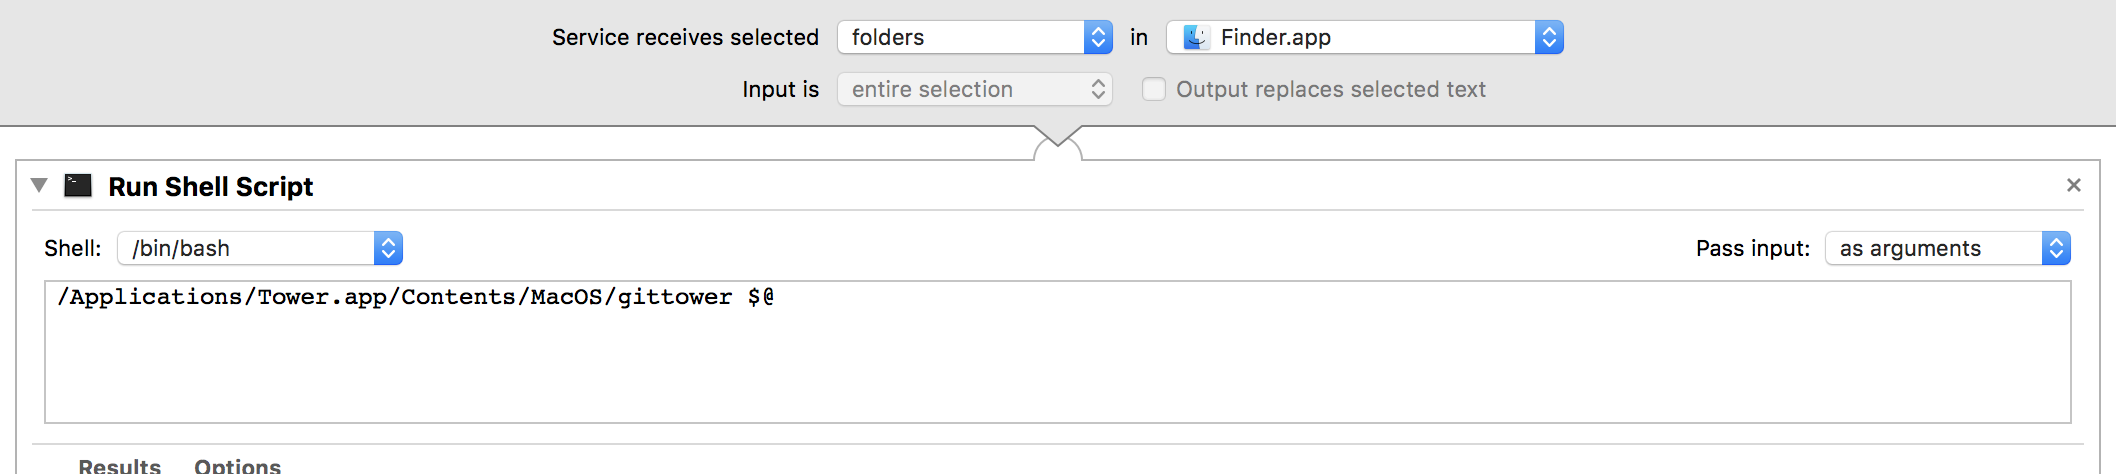 Service receives selected folders in Finder.app
Input is entire selection Output replaces selected text
Run Shell Script
Shell: /bin/bash Pass input: as arguments
/Applications/Tower.app/Contents/MacOS/gittower $@
Results Options